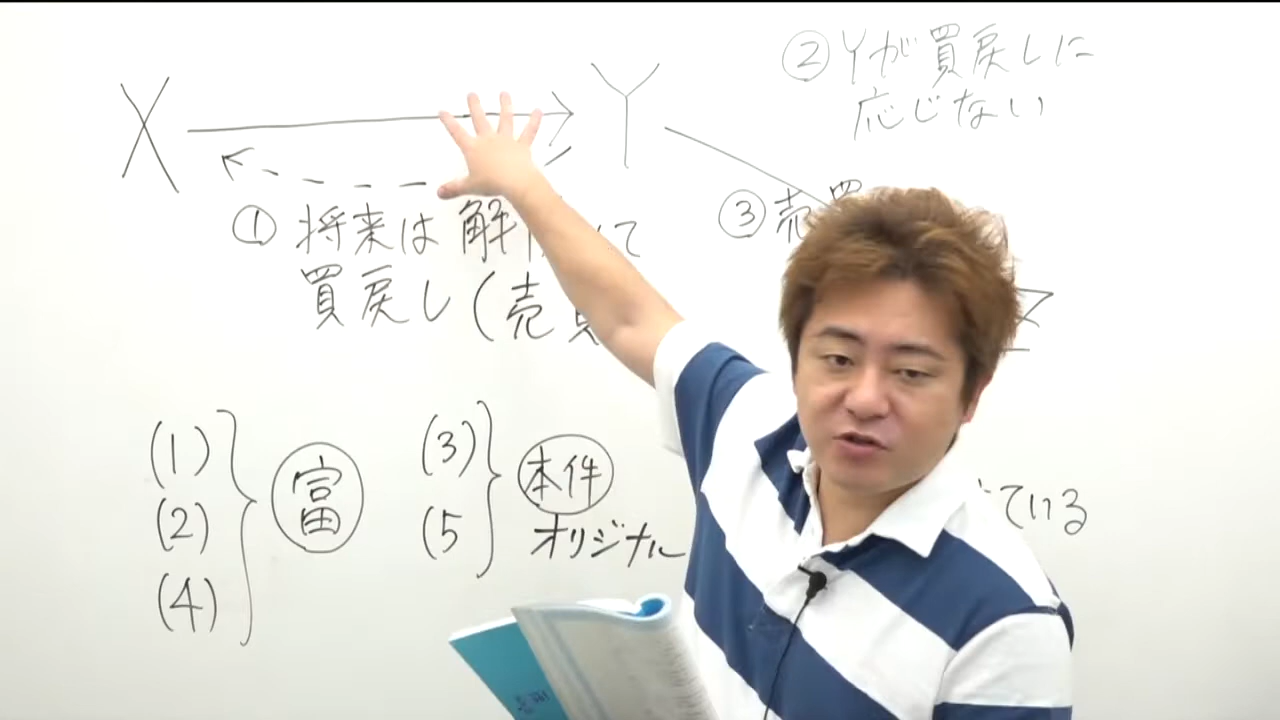 X
Y
① 将来は 解 て
買戻し(売買
② Yが買戻しに
応じない
③ 売買
Z
(1)
(2)
(4)
富
(3)
(5
本件
オリジナル
ている